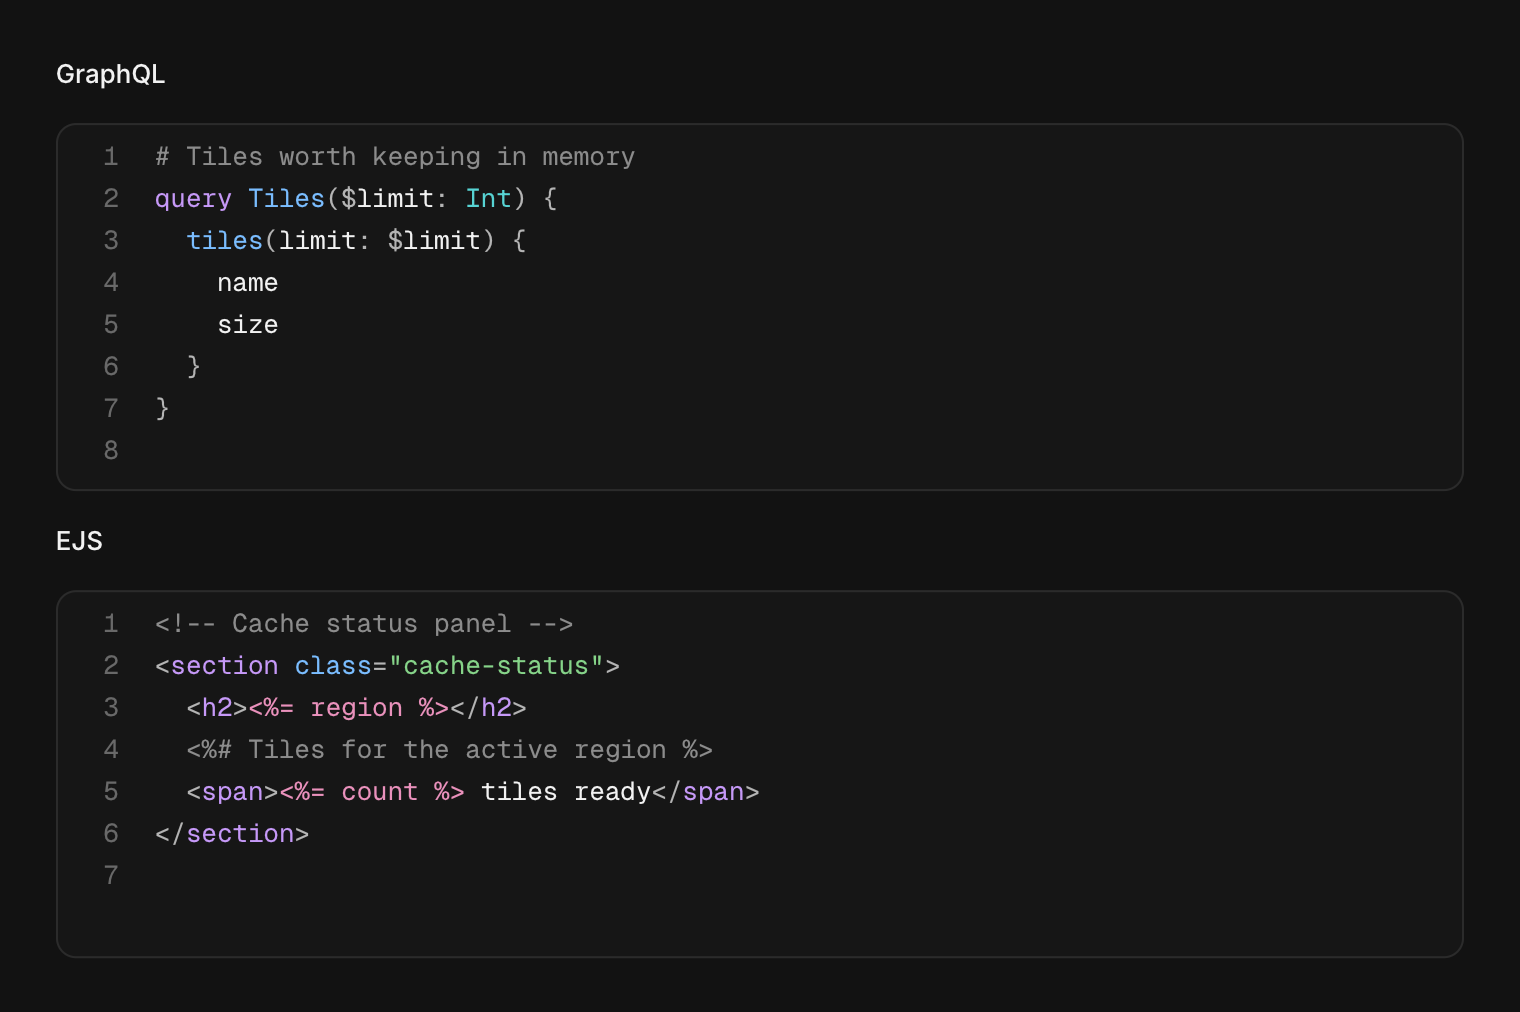 GraphQL
1 # Tiles worth keeping in memory
2 query Tiles($limit: Int) {
3   tiles(limit: $limit) {
4     name
5     size
6   }
7 }
8
EJS
1 <!-- Cache status panel -->
2 <section class="cache-status">
3   <h2><%= region %></h2>
4   <%# Tiles for the active region %>
5   <span><%= count %> tiles ready</span>
6 </section>
7